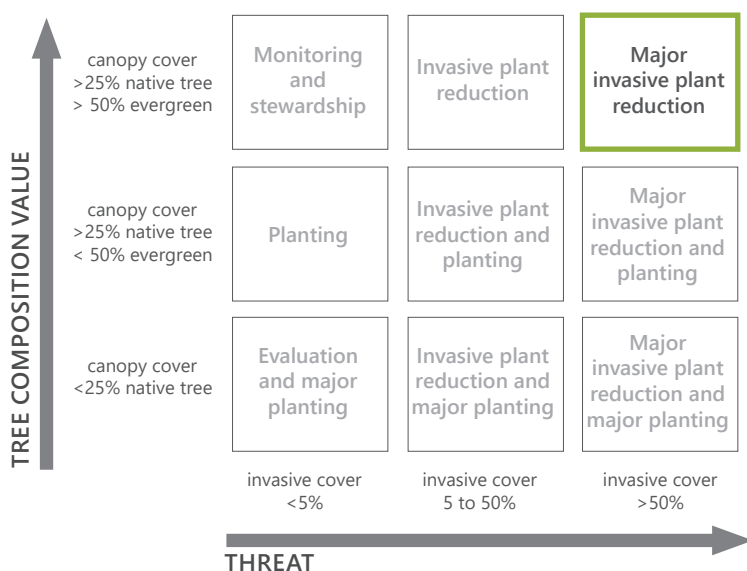 TREE COMPOSITION VALUE
canopy cover
>25% native tree
> 50% evergreen
Monitoring
and
stewardship
Invasive plant
reduction
Major
invasive plant
reduction
canopy cover
>25% native tree
< 50% evergreen
Planting
Invasive plant
reduction and
planting
Major
invasive plant
reduction and
planting
canopy cover
<25% native tree
Evaluation
and major
planting
Invasive plant
reduction and
major planting
Major
invasive plant
reduction and
major planting
invasive cover
<5%
invasive cover
5 to 50%
invasive cover
>50%
THREAT